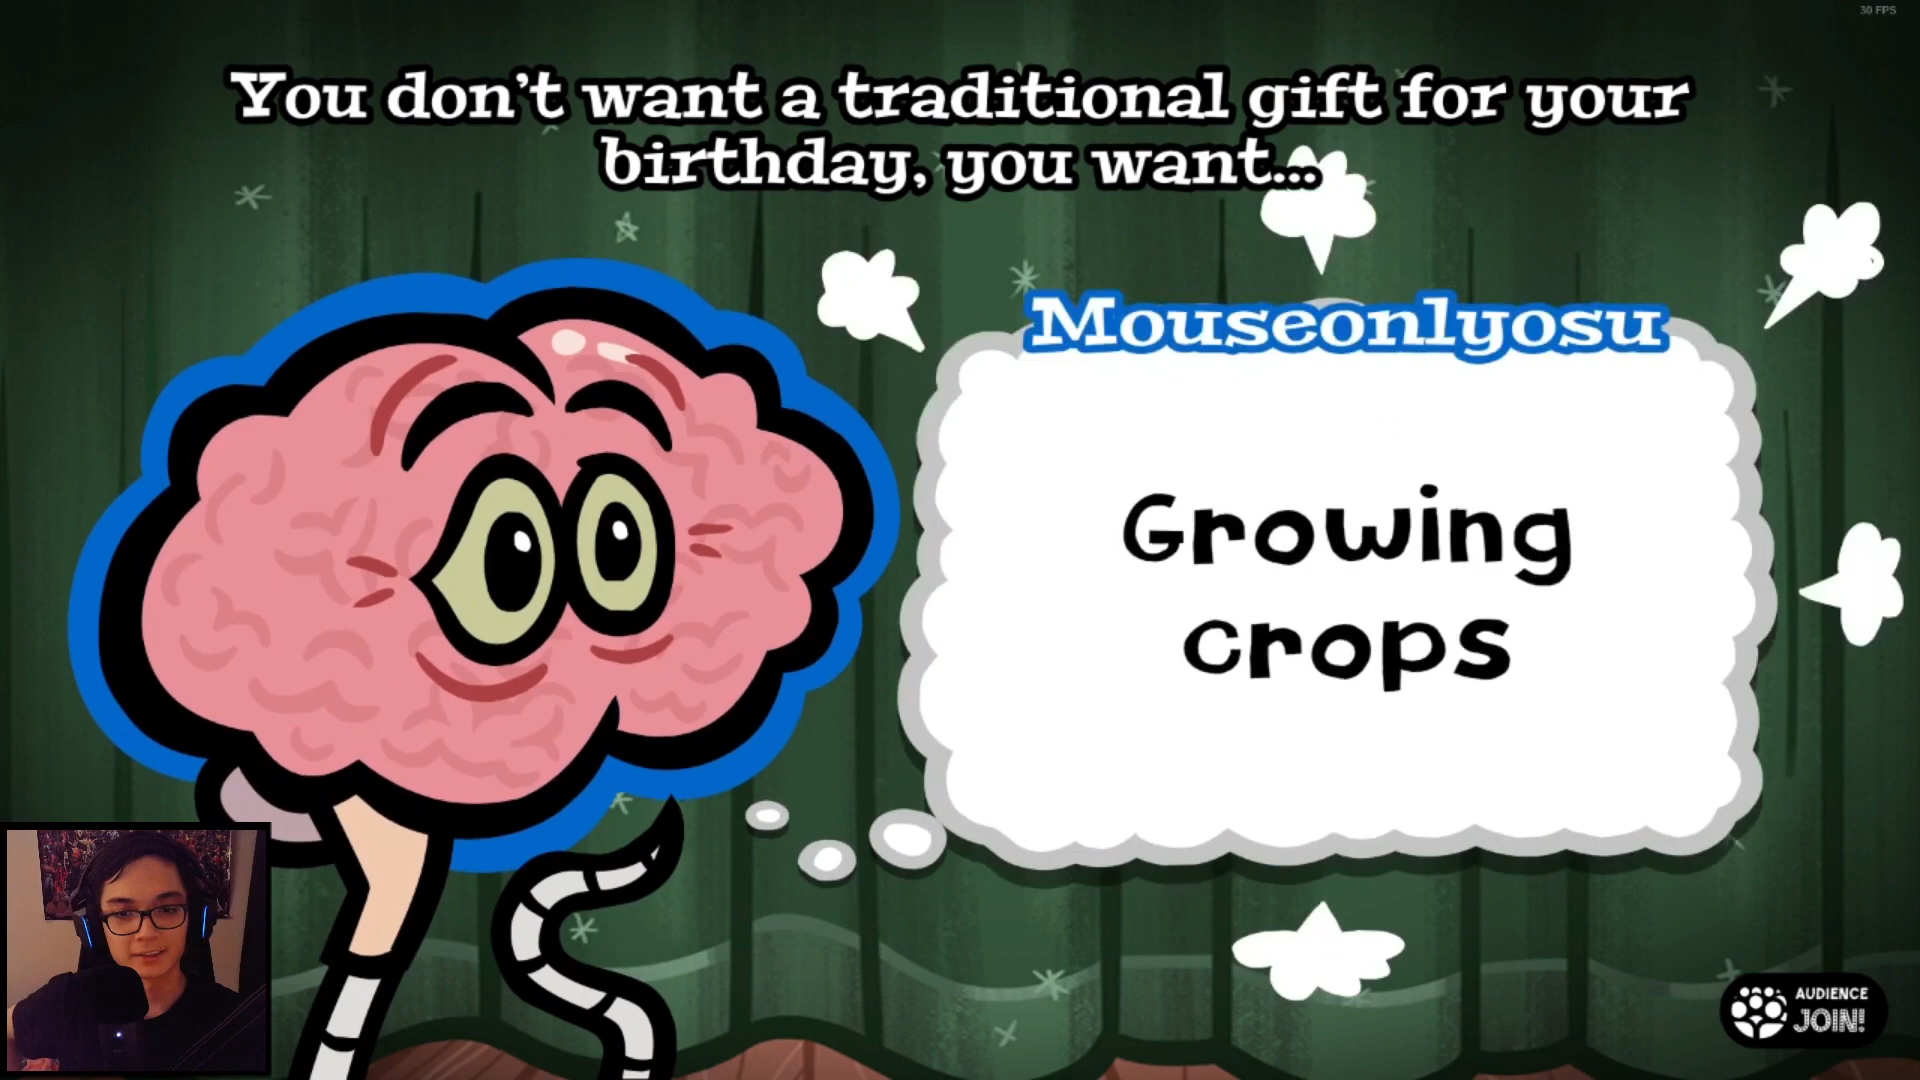 30 FPS
You don't want a traditional gift for your
birthday, you want...
Mouseonlyosu
Growing
crops
AUDIENCE
JOIN!